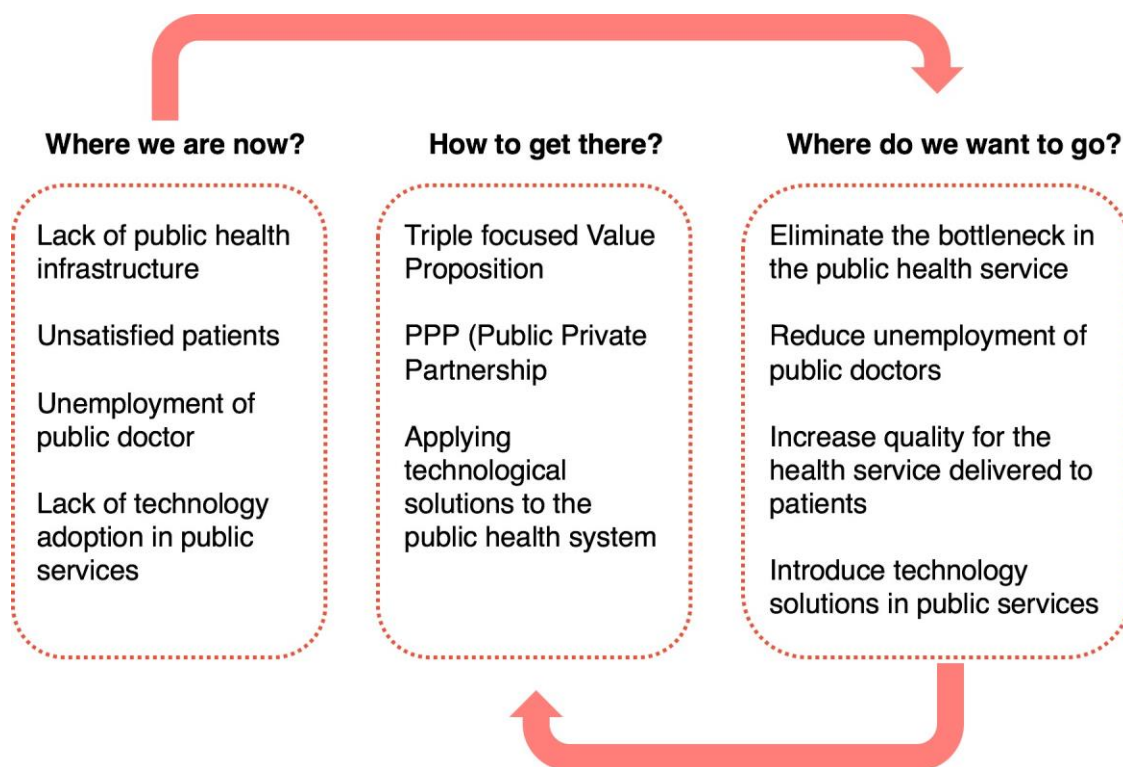 Where we are now?
Lack of public health
infrastructure
Unsatisfied patients
Unemployment of
public doctor
Lack of technology
adoption in public
services
How to get there?
Triple focused Value
Proposition
PPP (Public Private
Partnership
Applying
technological
solutions to the
public health system
Where do we want to go?
Eliminate the bottleneck in
the public health service
Reduce unemployment of
public doctors
Increase quality for the
health service delivered to
patients
Introduce technology
solutions in public services